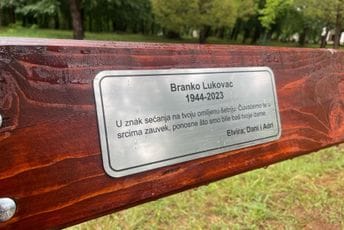 Branko Lukovac
1944-2023
U znak sećanja na tvoju omiljenu šetnju. Čuvaćemo te u
srcima zauvek, ponosne što smo bile baš tvoje dame.
Elvira, Dani i Adri